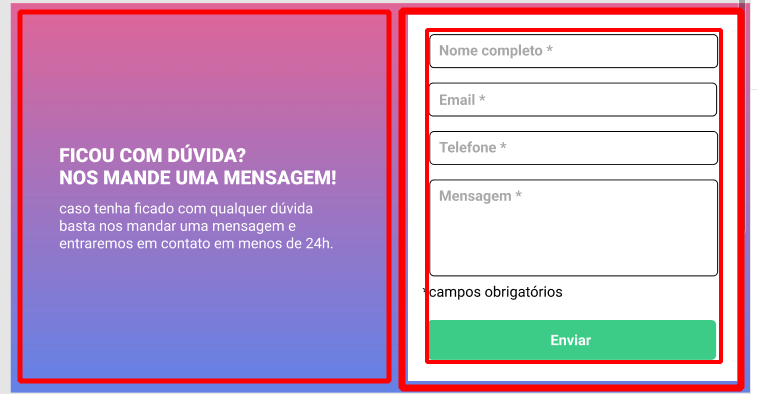 FICOU COM DÚVIDA?
NOS MANDE UMA MENSAGEM!
caso tenha ficado com qualquer dúvida
basta nos mandar uma mensagem e
entraremos em contato em menos de 24h.
Nome completo *
Email *
Telefone *
Mensagem *
*campos obrigatórios
Enviar